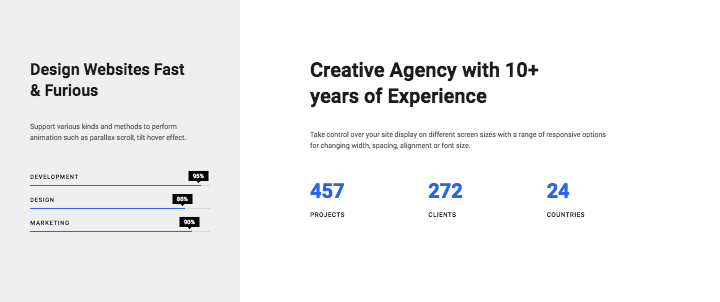 Design Websites Fast
& Furious
Support various kinds and methods to perform
animation such as parallax scroll, tilt hover effect.
DEVELOPMENT 95%
DESIGN 86%
MARKETING 90%
Creative Agency with 10+
years of Experience
Take control over your site display on different screen sizes with a range of responsive options
for changing width, spacing, alignment or font size.
457 272 24
PROJECTS CLIENTS COUNTRIES